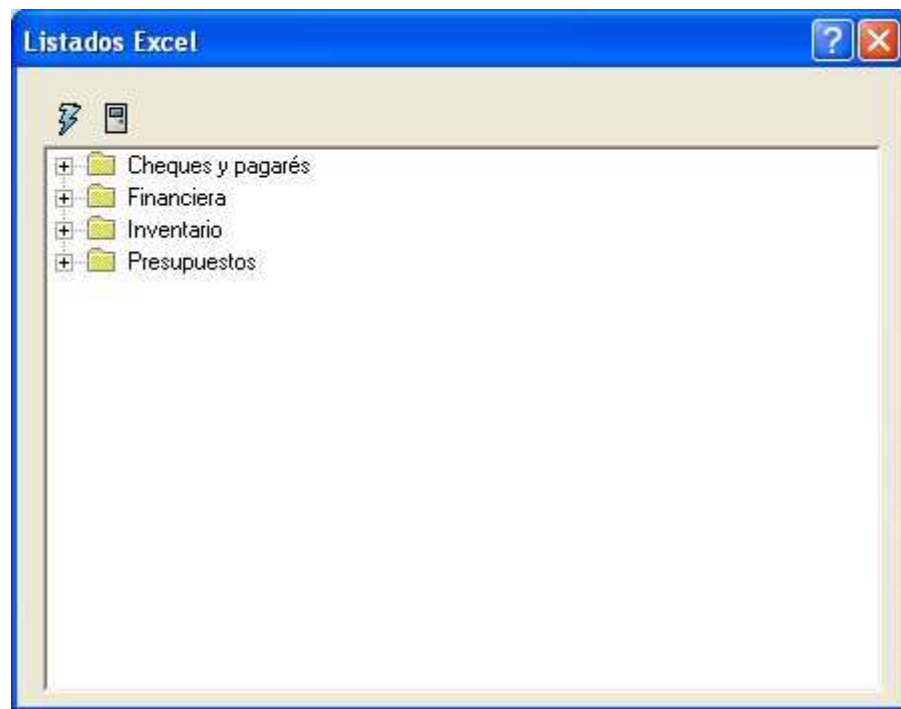 Listados Excel
Cheques y pagarés
Financiera
Inventario
Presupuestos